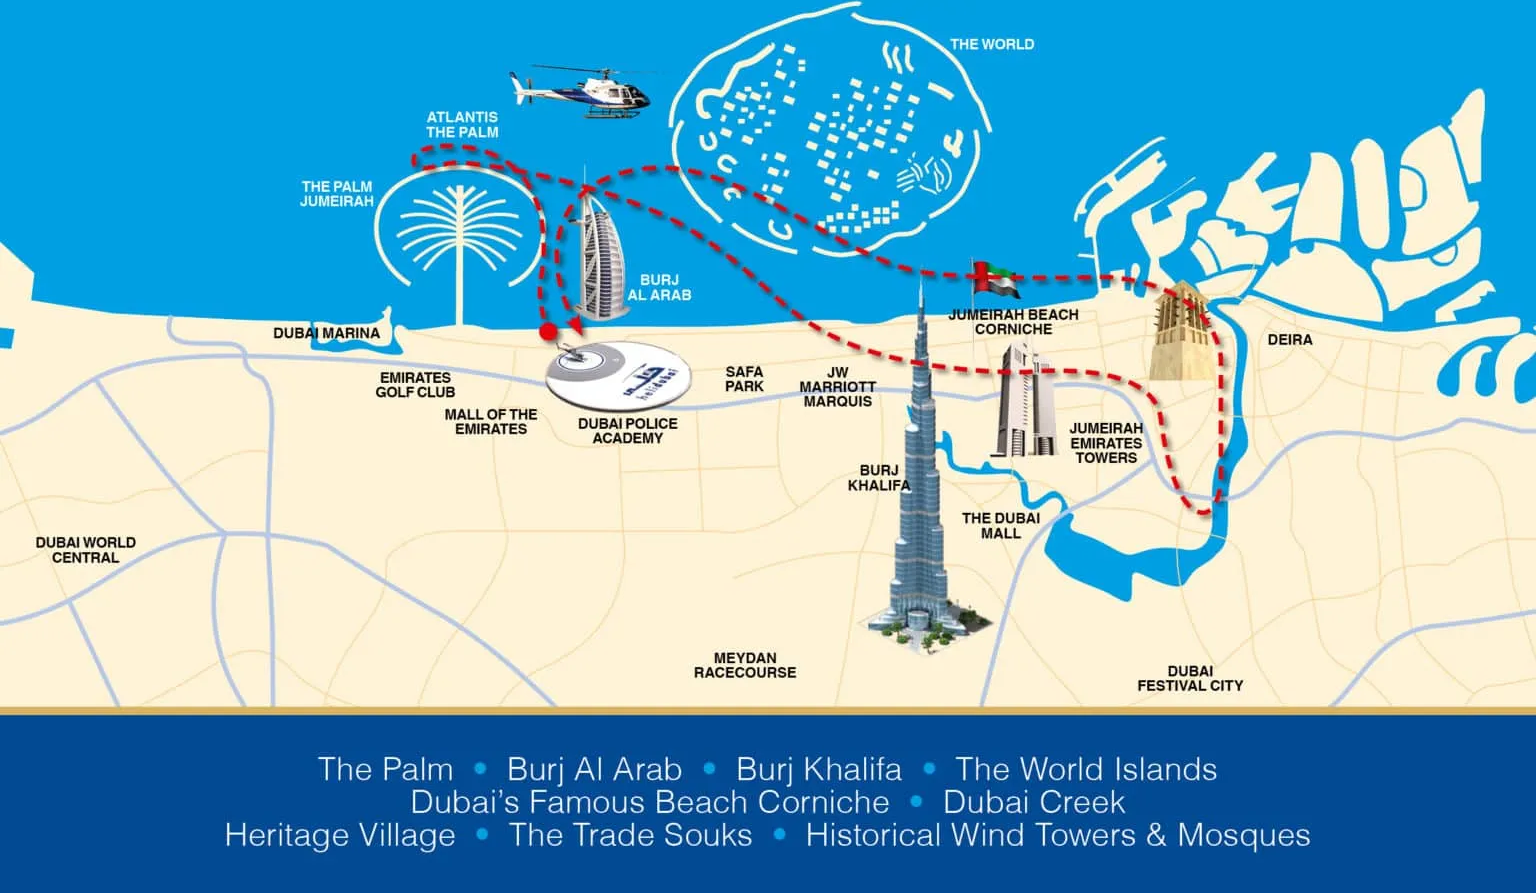 THE WORLD
ATLANTIS
THE PALM
THE PALM
JUMEIRAH
BURJ
AL ARAB
DUBAI MARINA
JUMEIRAH BEACH
CORNICHE
DEIRA
EMIRATES
GOLF CLUB
helidubai
SAFA
PARK
JW
MARRIOTT
MARQUIS
MALL OF THE
EMIRATES
DUBAI POLICE
ACADEMY
JUMEIRAH
EMIRATES
TOWERS
BURJ
KHALIFA
THE DUBAI
MALL
DUBAI WORLD
CENTRAL
MEYDAN
RACECOURSE
DUBAI
FESTIVAL CITY
The Palm • Burj Al Arab • Burj Khalifa • The World Islands
Dubai's Famous Beach Corniche • Dubai Creek
Heritage Village • The Trade Souks • Historical Wind Towers & Mosques